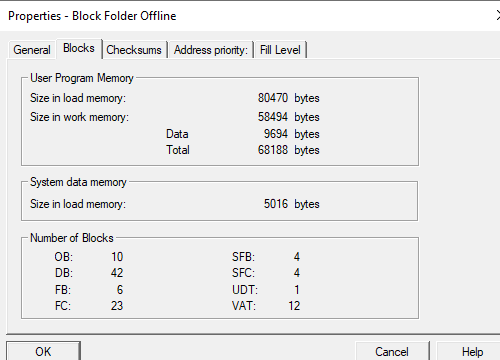 Properties - Block Folder Offline
General Blocks Checksums Address priority: Fill Level
User Program Memory
Size in load memory: 80470 bytes
Size in work memory: 58494 bytes
Data 9694 bytes
Total 68188 bytes
System data memory
Size in load memory: 5016 bytes
Number of Blocks
OB: 10 SFB: 4
DB: 42 SFC: 4
FB: 6 UDT: 1
FC: 23 VAT: 12
OK Cancel Help